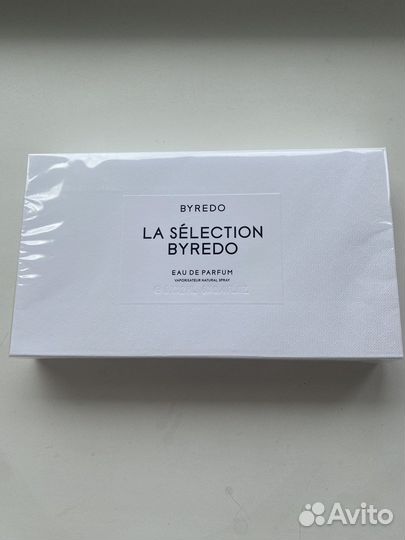 BYREDO
LA SÉLECTION
BYREDO
EAU DE PARFUM
VAPORISATEUR NATURAL SPRAY
Avito